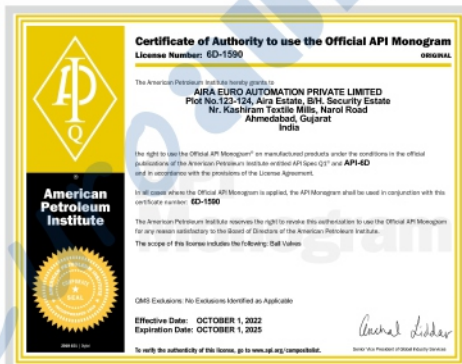 Certificate of Authority to use the Official API Monogram
License Number: 6D-1590
ORIGINAL
The American Petroleum Institute hereby grants to
AIRA EURO AUTOMATION PRIVATE LIMITED
Plot No.123-124, Aira Estate, B/H. Security Estate
Nr. Kashiram Textile Mills, Narol Road
Ahmedabad, Gujarat
India
the right to use the Official API Monogram® on manufactured products under the conditions in the official
publications of the American Petroleum Institute entitled API Spec Q1® and API-6D
and in accordance with the provisions of the License Agreement.
In all cases where the Official API Monogram is applied, the API Monogram shall be used in conjunction with this
certificate number: 6D-1590
The American Petroleum Institute reserves the right to revoke this authorization to use the Official API Monogram
for any reason satisfactory to the Board of Directors of the American Petroleum Institute.
The scope of this license includes the following: Ball Valves
QMS Exclusions: No Exclusions Identified as Applicable
Effective Date: OCTOBER 1, 2022
Expiration Date: OCTOBER 1, 2025
To verify the authenticity of this license, go to www.api.org/compositelist.
Senior Vice President of Global Industry Services
API
Q
American
Petroleum
Institute
SEAL